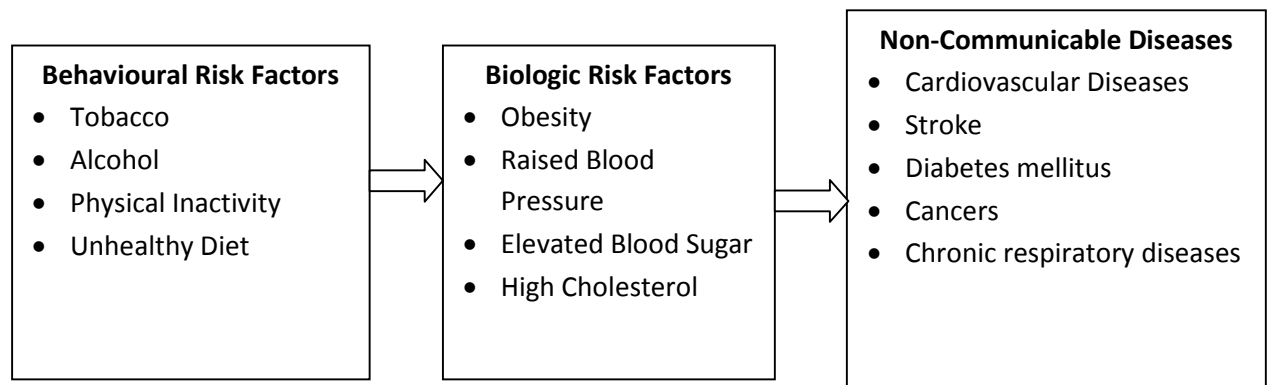 Behavioural Risk Factors
• Tobacco
• Alcohol
• Physical Inactivity
• Unhealthy Diet
Biologic Risk Factors
• Obesity
• Raised Blood
Pressure
• Elevated Blood Sugar
• High Cholesterol
Non-Communicable Diseases
• Cardiovascular Diseases
• Stroke
• Diabetes mellitus
• Cancers
• Chronic respiratory diseases